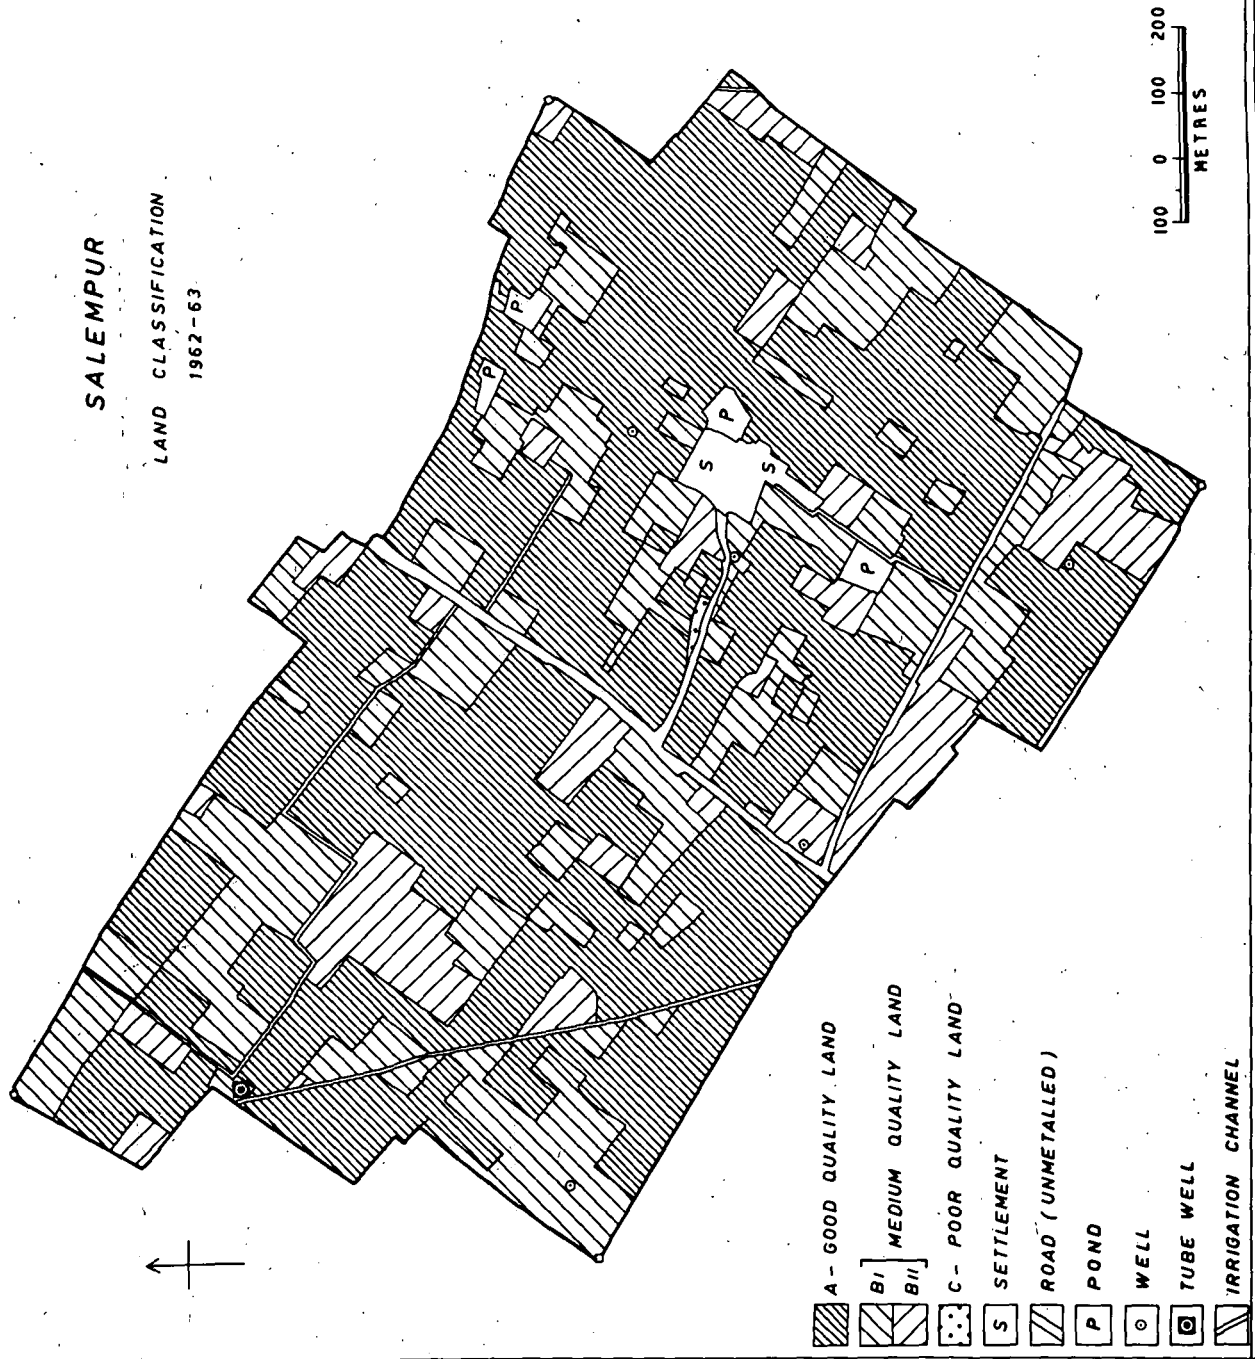 SALEMPUR
LAND CLASSIFICATION
1962-63
P
P
P
S
S
P
A - GOOD QUALITY LAND
BI
BII
MEDIUM QUALITY LAND
C - POOR QUALITY LAND
S SETTLEMENT
ROAD (UNMETALLED)
P POND
WELL
TUBE WELL
IRRIGATION CHANNEL
100 0 100 200
METRES